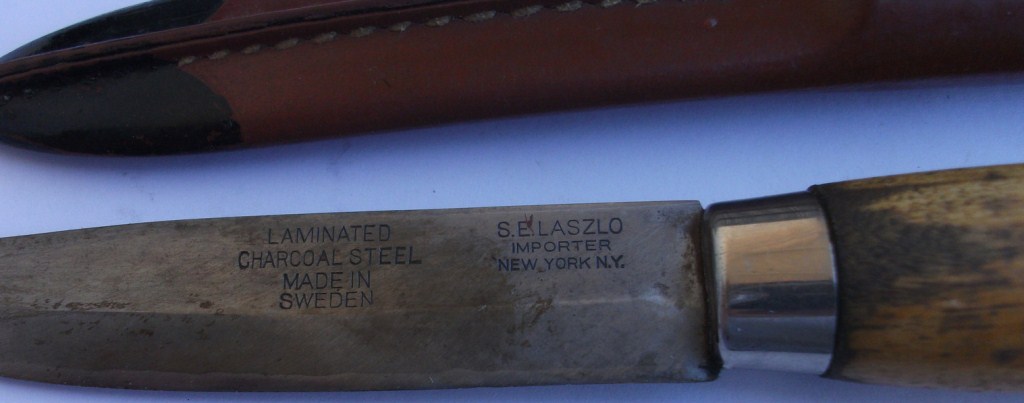 LAMINATED
CHARCOAL STEEL
MADE IN
SWEDEN
S.E. LASZLO
IMPORTER
NEW YORK N.Y.